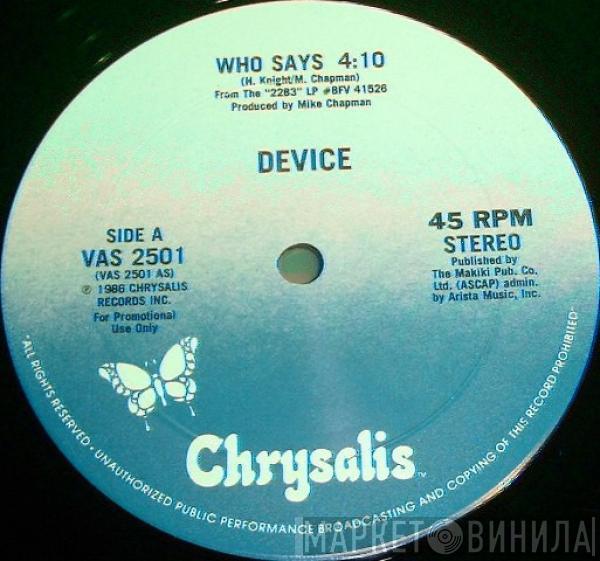 WHO SAYS 4:10
(H. Knight/M. Chapman)
From The "2283" LP #BFV 41526
Produced by Mike Chapman
DEVICE
SIDE A
VAS 2501
(VAS 2501 AS)
℗ 1986 CHRYSALIS
RECORDS INC.
For Promotional
Use Only
45 RPM
STEREO
Published by
The Makiki Pub. Co.
Ltd. (ASCAP) admin.
by Arista Music, Inc.
Chrysalis™
•ALL RIGHTS RESERVED • UNAUTHORIZED PUBLIC PERFORMANCE BROADCASTING AND COPYING OF THIS RECORD PROHIBITED•
МАРКЕТ ВИНИЛА